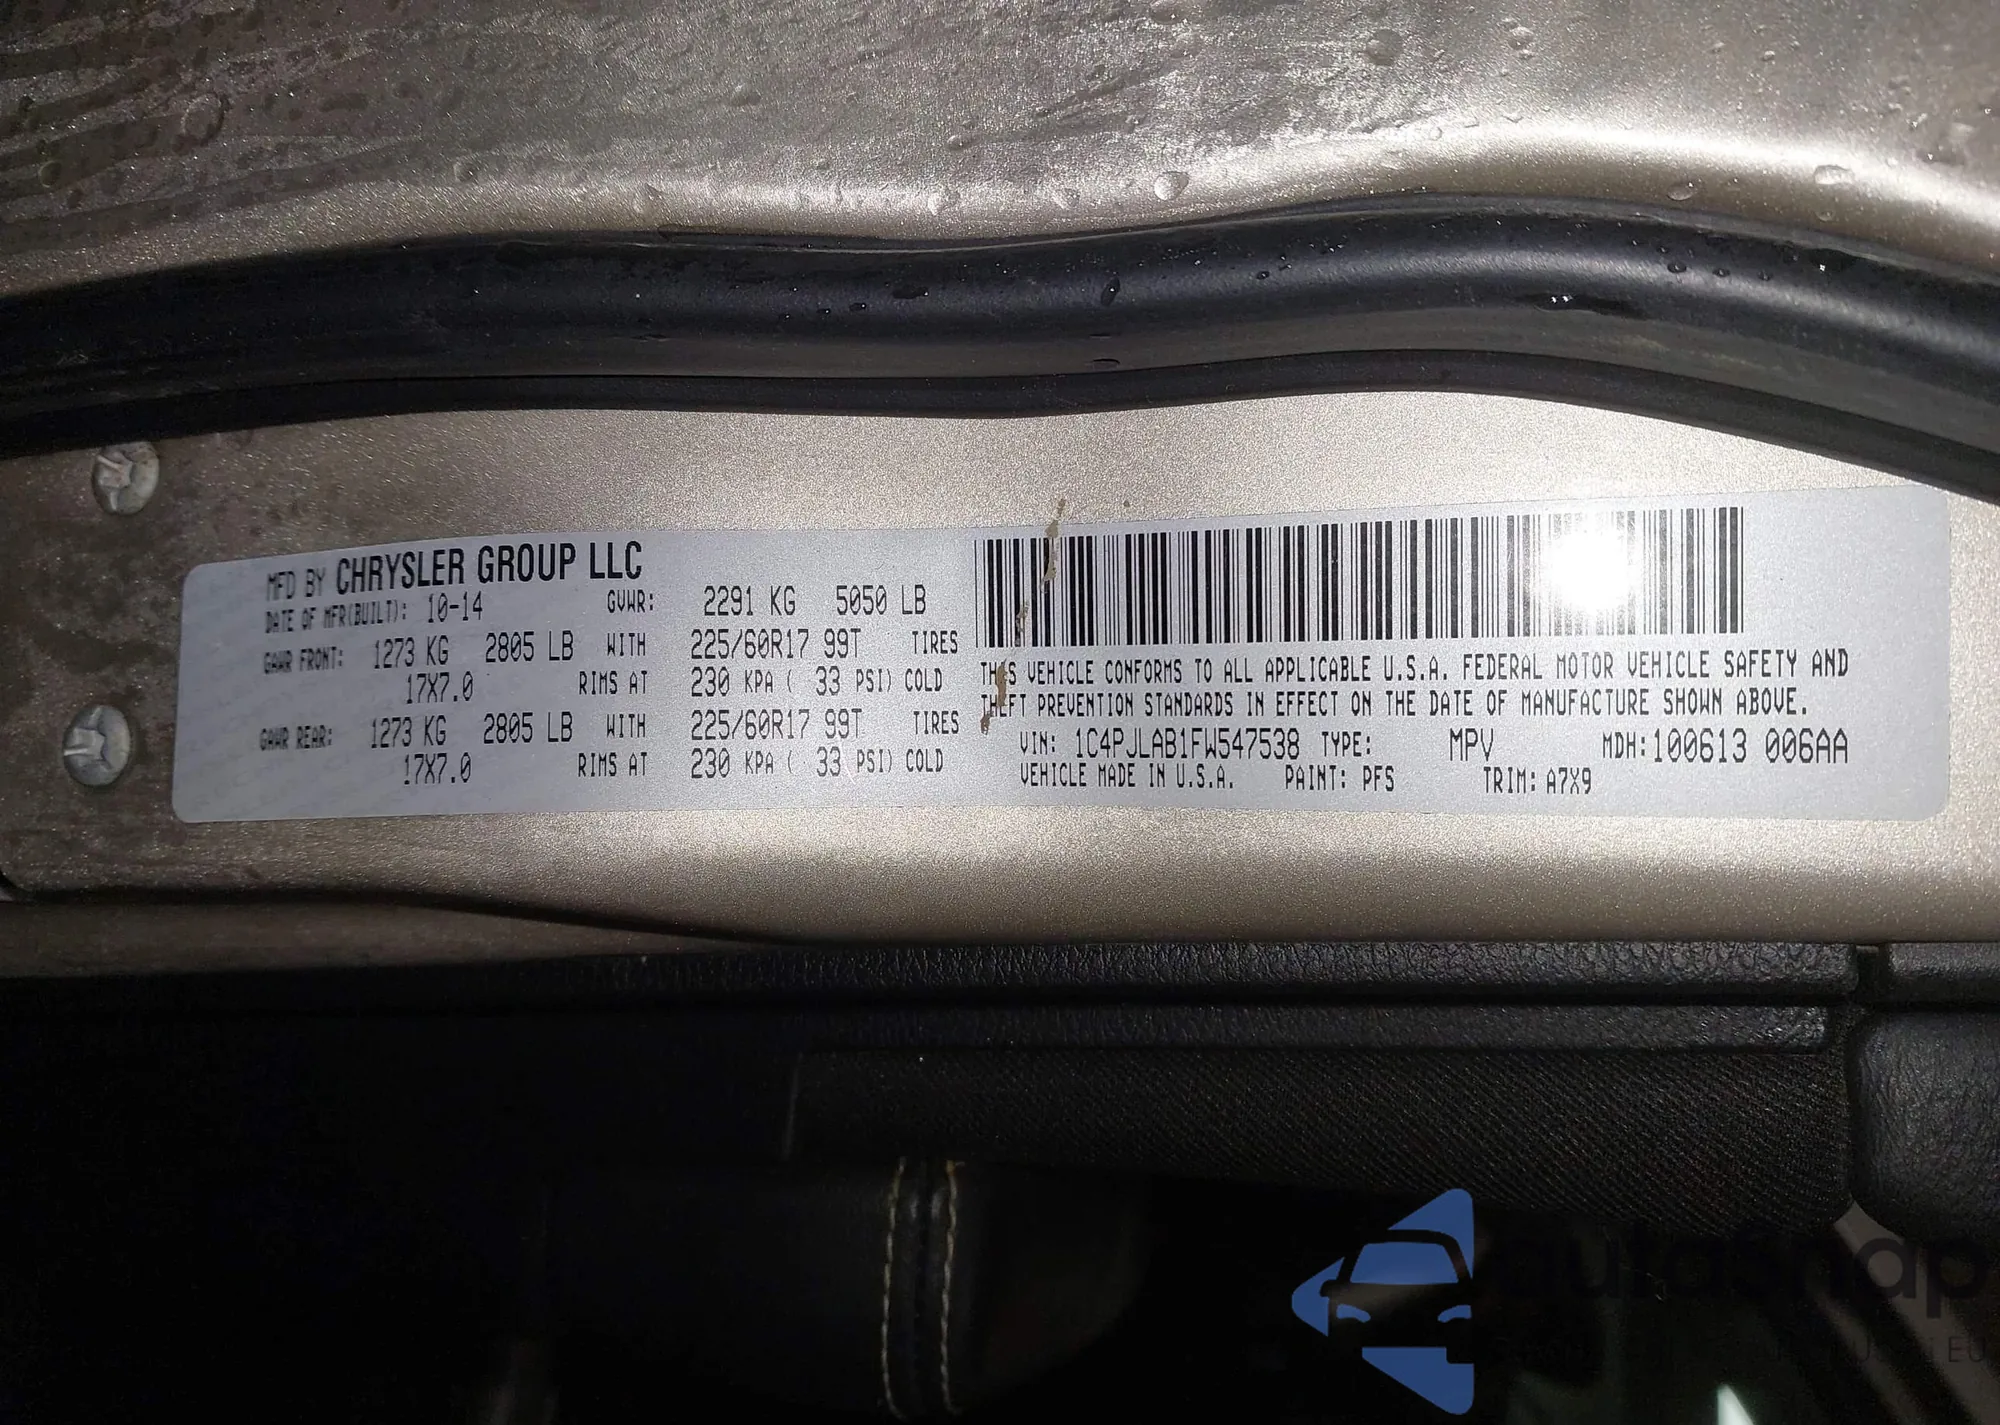 MFD BY CHRYSLER GROUP LLC
DATE OF MFR(BUILT): 10-14 GVWR: 2291 KG 5050 LB
GAWR FRONT: 1273 KG 2805 LB WITH 225/60R17 99T TIRES
17X7.0 RIMS AT 230 KPA ( 33 PSI) COLD
GAWR REAR: 1273 KG 2805 LB WITH 225/60R17 99T TIRES
17X7.0 RIMS AT 230 KPA ( 33 PSI) COLD
THIS VEHICLE CONFORMS TO ALL APPLICABLE U.S.A. FEDERAL MOTOR VEHICLE SAFETY AND
THEFT PREVENTION STANDARDS IN EFFECT ON THE DATE OF MANUFACTURE SHOWN ABOVE.
VIN: 1C4PJLAB1FW547538 TYPE: MPV MDH:100613 006AA
VEHICLE MADE IN U.S.A. PAINT: PFS TRIM: A7X9
autosnap
EU